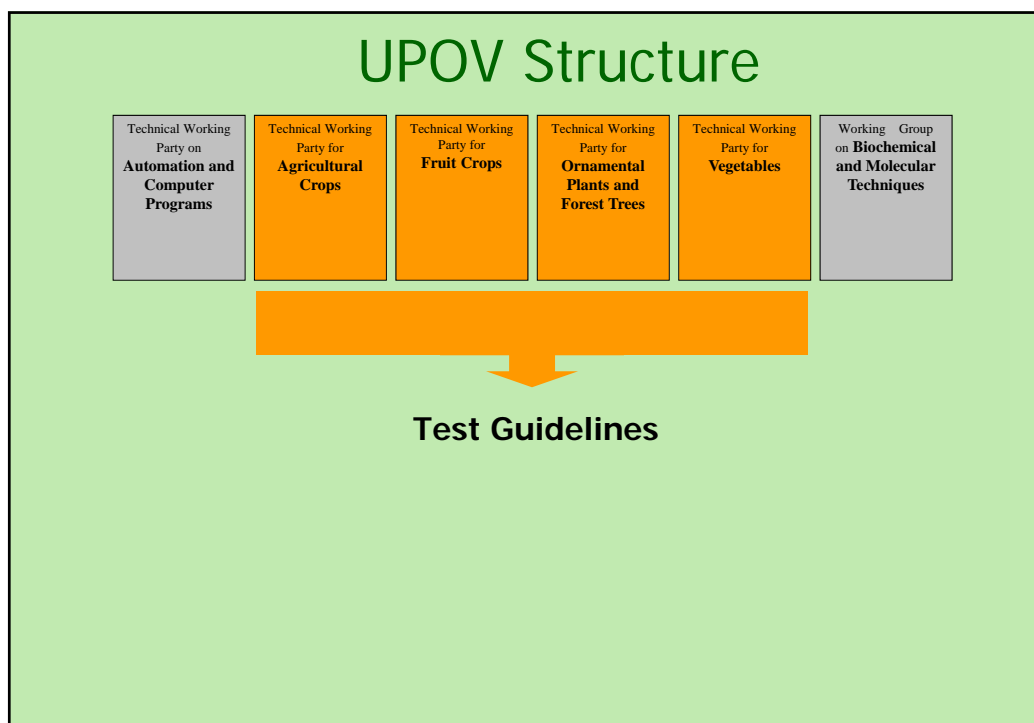 UPOV Structure
Technical Working
Party on
Automation and
Computer
Programs
Technical Working
Party for
Agricultural
Crops
Technical Working
Party for
Fruit Crops
Technical Working
Party for
Ornamental
Plants and
Forest Trees
Technical Working
Party for
Vegetables
Working Group
on Biochemical
and Molecular
Techniques
Test Guidelines